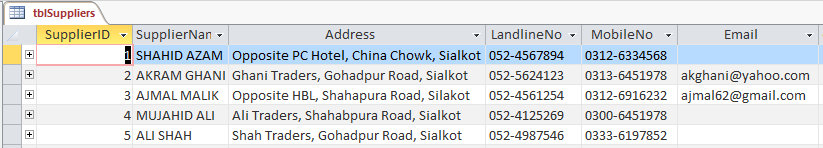 tblSuppliers
SupplierID SupplierNan Address LandlineNo MobileNo Email
1 SHAHID AZAM Opposite PC Hotel, China Chowk, Sialkot 052-4567894 0312-6334568
2 AKRAM GHANI Ghani Traders, Gohadpur Road, Sialkot 052-5624123 0313-6451978 akghani@yahoo.com
3 AJMAL MALIK Opposite HBL, Shahapura Road, Silakot 052-4561254 0312-6916232 ajmal62@gmail.com
4 MUJAHID ALI Ali Traders, Shahabpura Road, Sialkot 052-4125269 0300-6451978
5 ALI SHAH Shah Traders, Gohadpur Road, Sialkot 052-4987546 0333-6197852